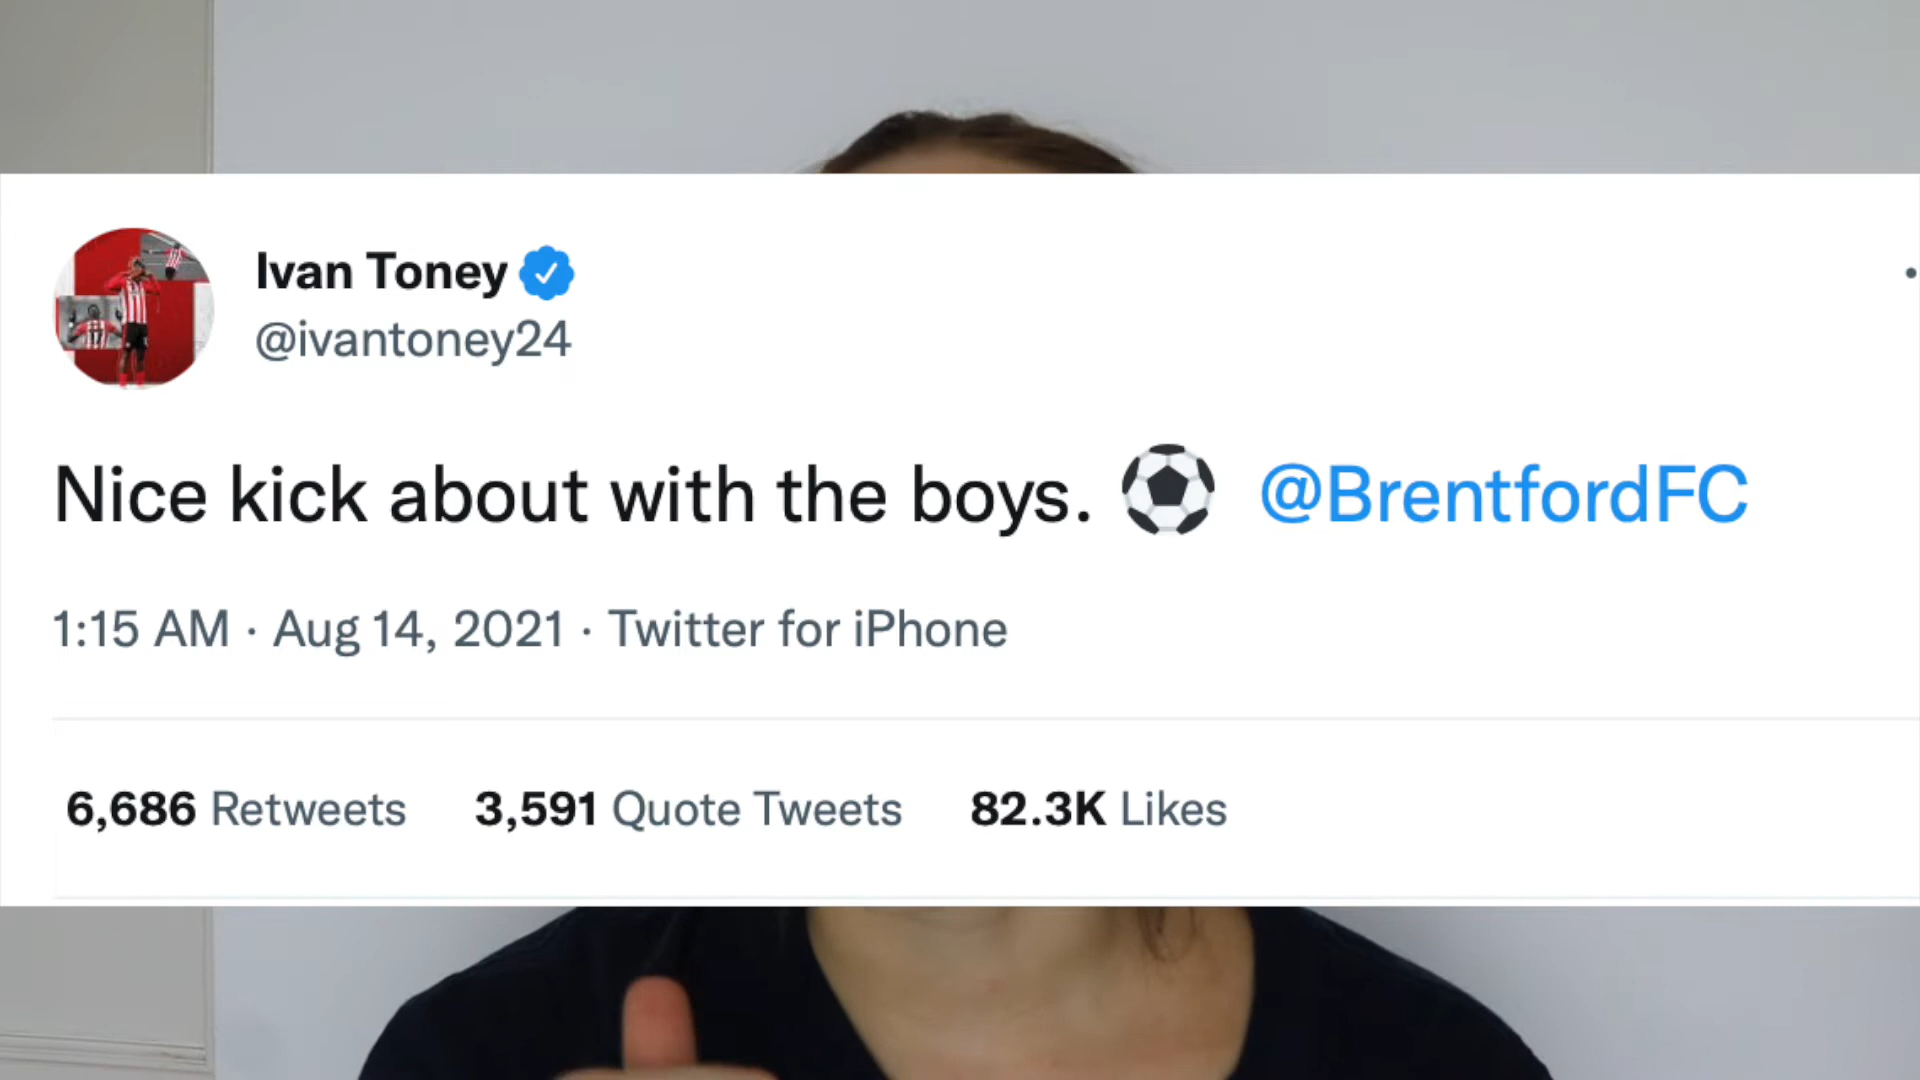 Ivan Toney
@ivantoney24
Nice kick about with the boys. ⚽ @BrentfordFC
1:15 AM · Aug 14, 2021 · Twitter for iPhone
6,686 Retweets 3,591 Quote Tweets 82.3K Likes